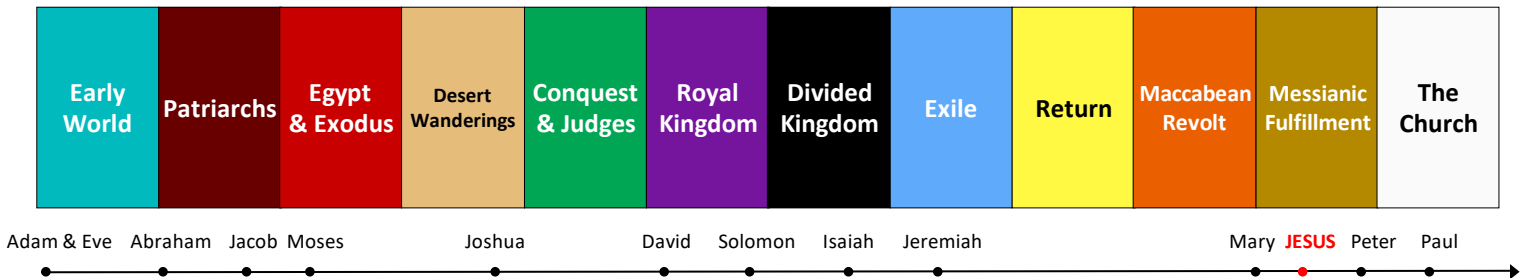 Early
World
Patriarchs
Egypt
& Exodus
Desert
Wanderings
Conquest
& Judges
Royal
Kingdom
Divided
Kingdom
Exile
Return
Maccabean
Revolt
Messianic
Fulfillment
The
Church
Adam & Eve Abraham Jacob Moses Joshua David Solomon Isaiah Jeremiah Mary JESUS Peter Paul